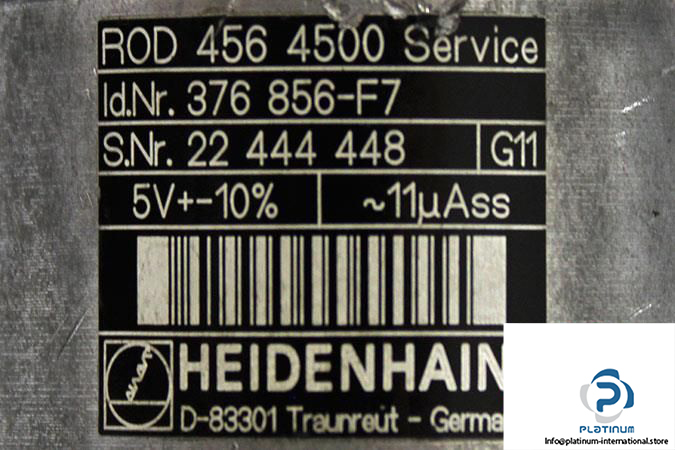 ROD 456 4500 Service
Id.Nr. 376 856-F7
S.Nr. 22 444 448 G11
5V+-10% ~11µAss
HEIDENHAIN
D-83301 Traunreut - Germa
PLATINUM
Info@platinum-international.store